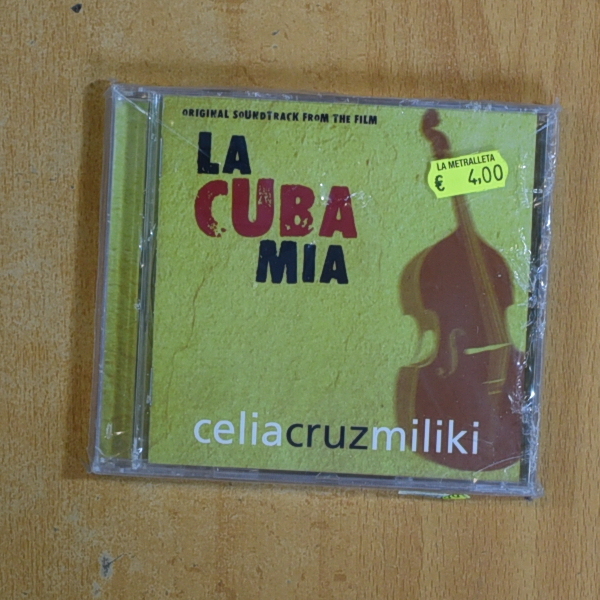 ORIGINAL SOUNDTRACK FROM THE FILM
LA
CUBA
MIA
LA METRALLETA
€ 4,00
celiacruzmiliki